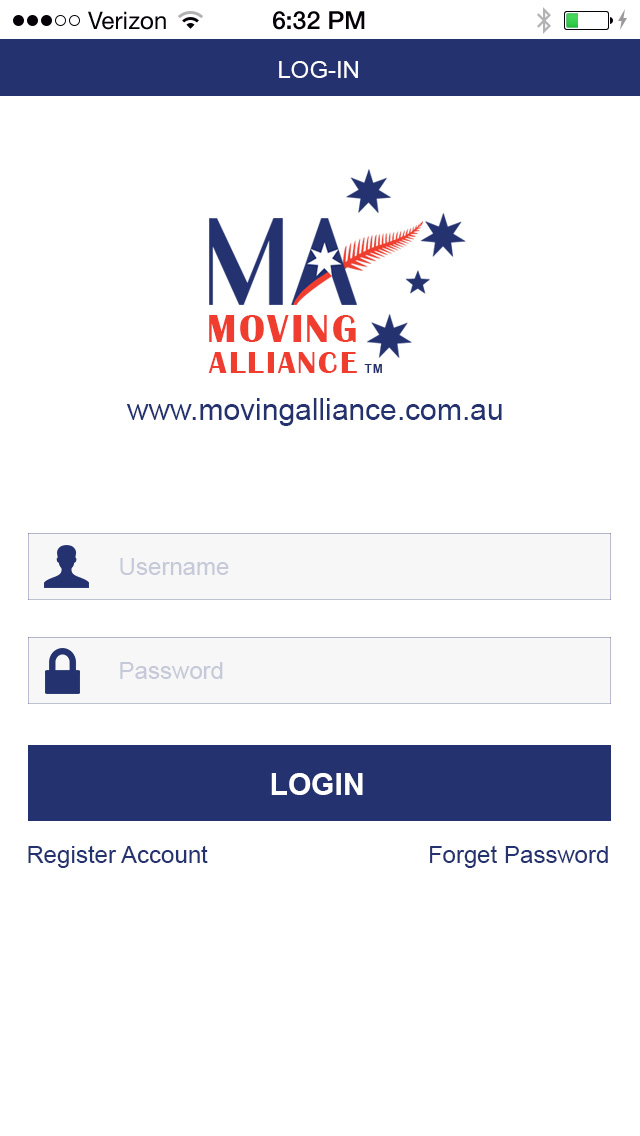 Verizon 6:32 PM
LOG-IN
MA
MOVING
ALLIANCE TM
www.movingalliance.com.au
Username
Password
LOGIN
Register Account Forget Password